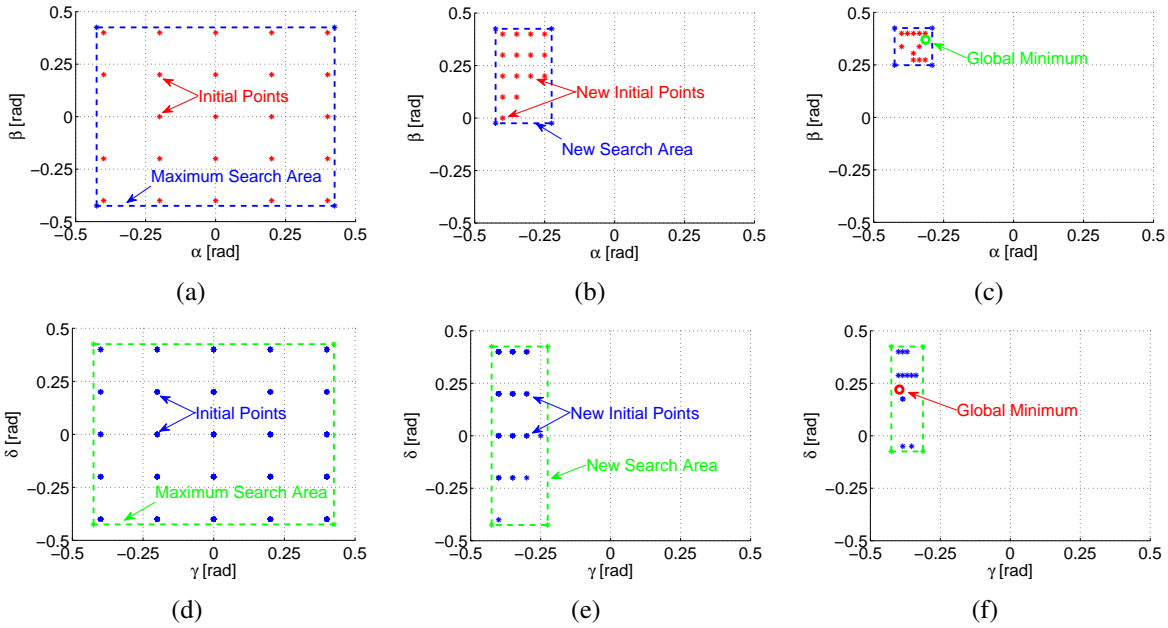 0.5
0.25
0
−0.25
−0.5
β [rad]
Initial Points
Maximum Search Area
−0.5 −0.25 0 0.25 0.5
α [rad]
(a)
0.5
0.25
0
−0.25
−0.5
β [rad]
New Initial Points
New Search Area
−0.5 −0.25 0 0.25 0.5
α [rad]
(b)
0.5
0.25
0
−0.25
−0.5
β [rad]
Global Minimum
−0.5 −0.25 0 0.25 0.5
α [rad]
(c)
0.5
0.25
0
−0.25
−0.5
δ [rad]
Initial Points
Maximum Search Area
−0.5 −0.25 0 0.25 0.5
γ [rad]
(d)
0.5
0.25
0
−0.25
−0.5
δ [rad]
New Initial Points
New Search Area
−0.5 −0.25 0 0.25 0.5
γ [rad]
(e)
0.5
0.25
0
−0.25
−0.5
δ [rad]
Global Minimum
−0.5 −0.25 0 0.25 0.5
γ [rad]
(f)